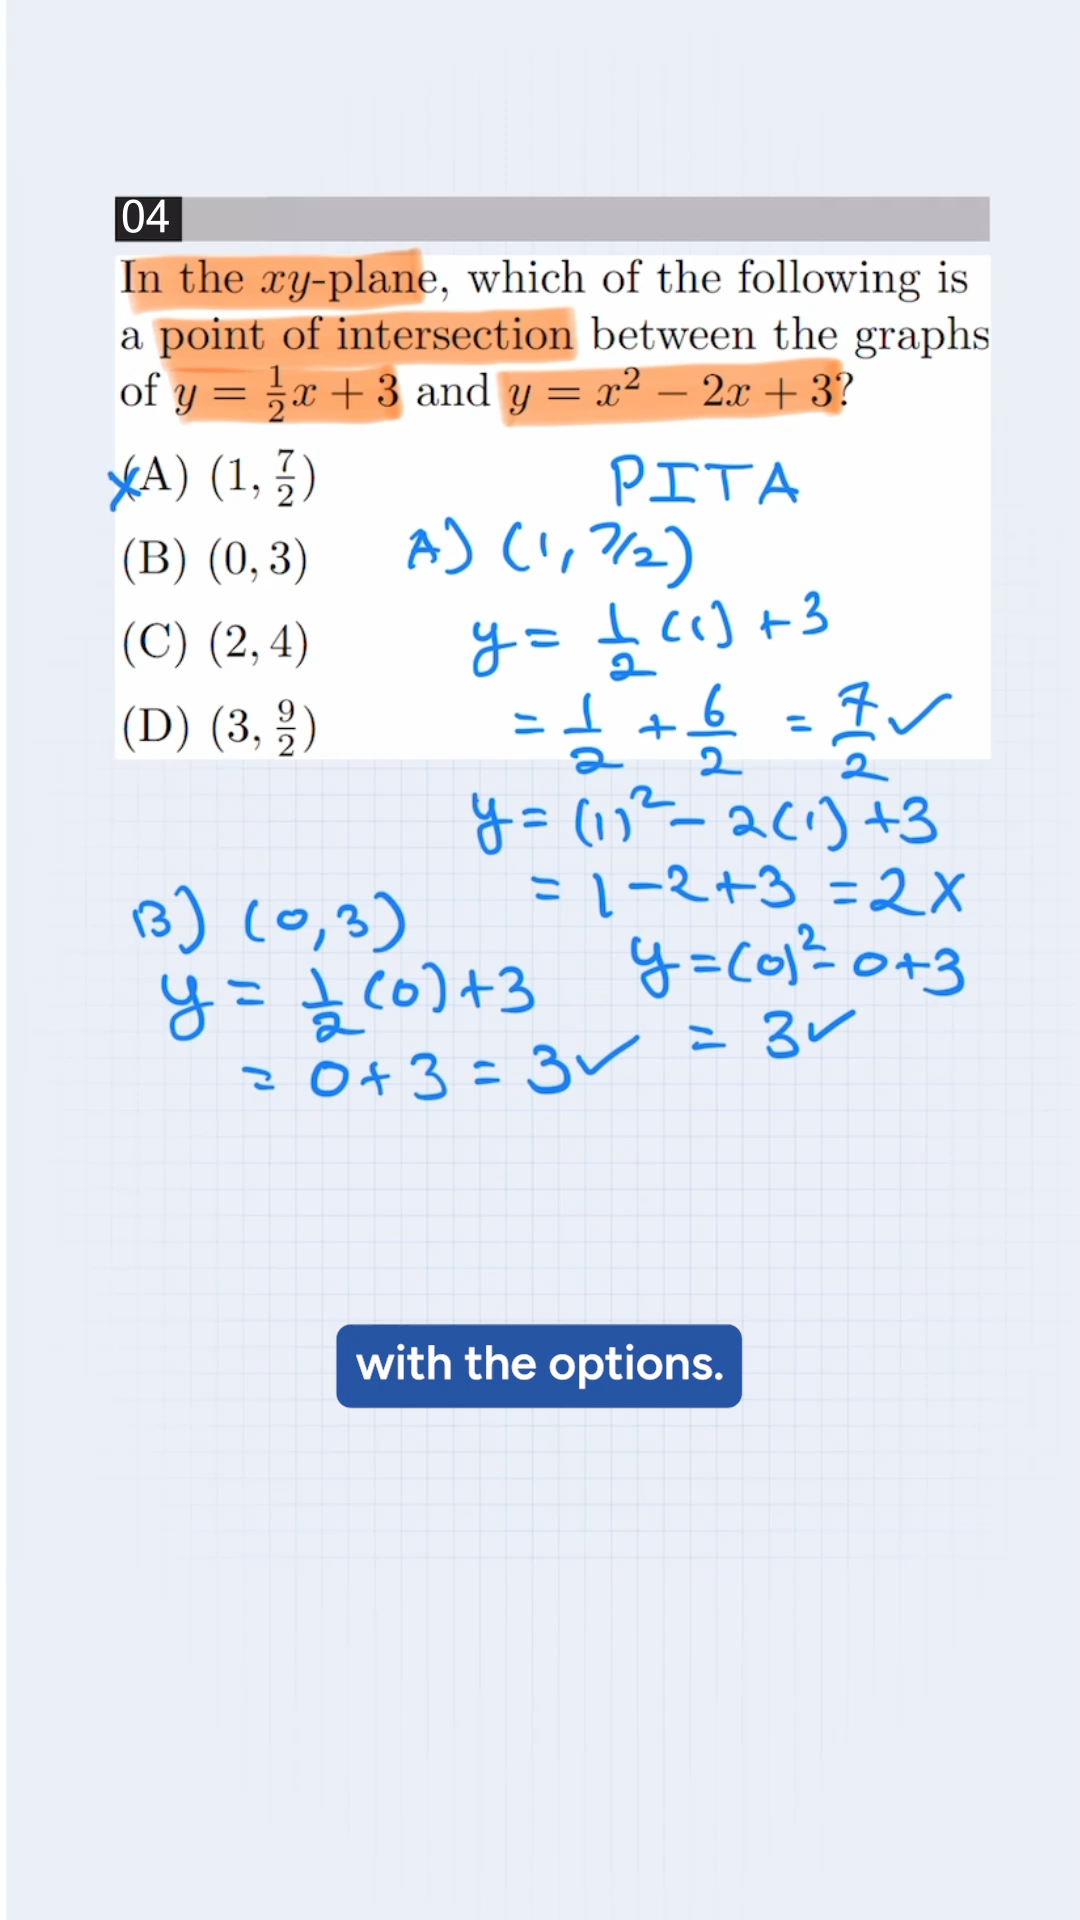 04
In the xy-plane, which of the following is
a point of intersection between the graphs
of y = 1/2 x + 3 and y = x² − 2x + 3?
(A) (1, 7/2)
(B) (0, 3)
(C) (2, 4)
(D) (3, 9/2)
PITA
A) (1, 7/2)
y = 1/2 (1) + 3
= 1/2 + 6/2 = 7/2 ✓
y = (1)² − 2(1) + 3
= 1 − 2 + 3 = 2 x
B) (0, 3)
y = 1/2 (0) + 3
= 0 + 3 = 3 ✓
y = (0)² − 0 + 3
= 3 ✓
with the options.